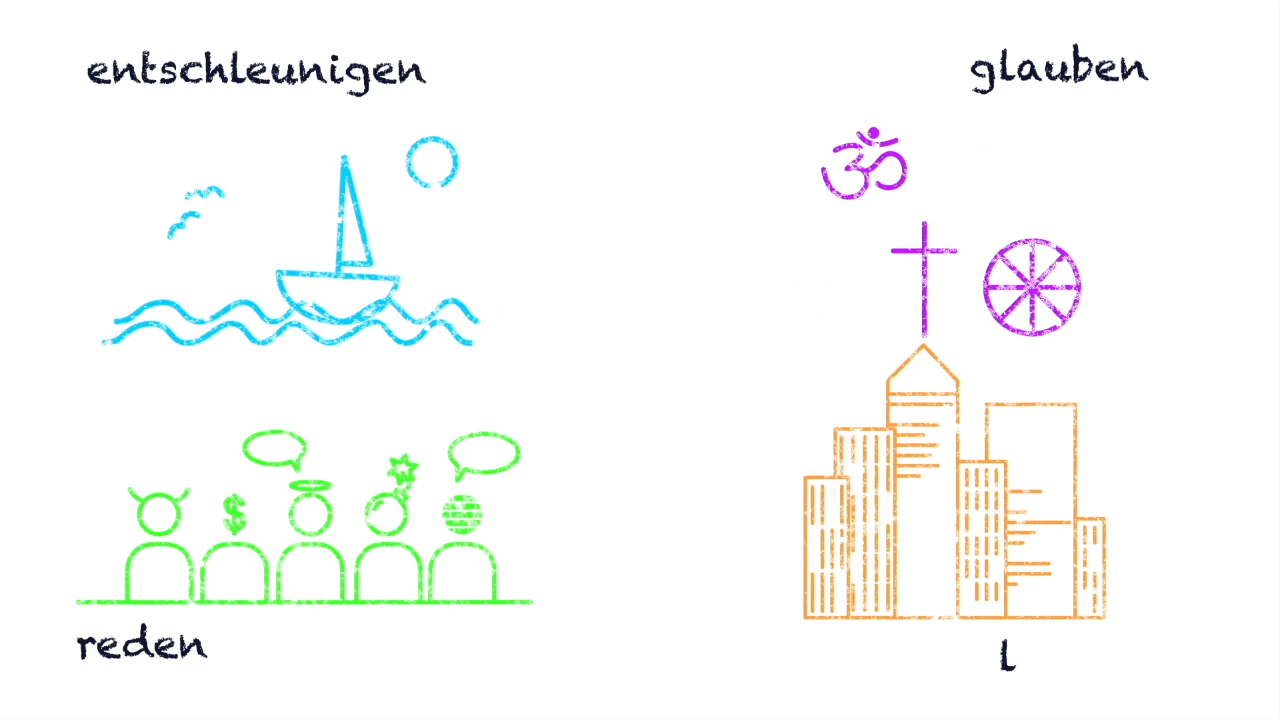 entschleunigen
glauben
ॐ
$
reden
l